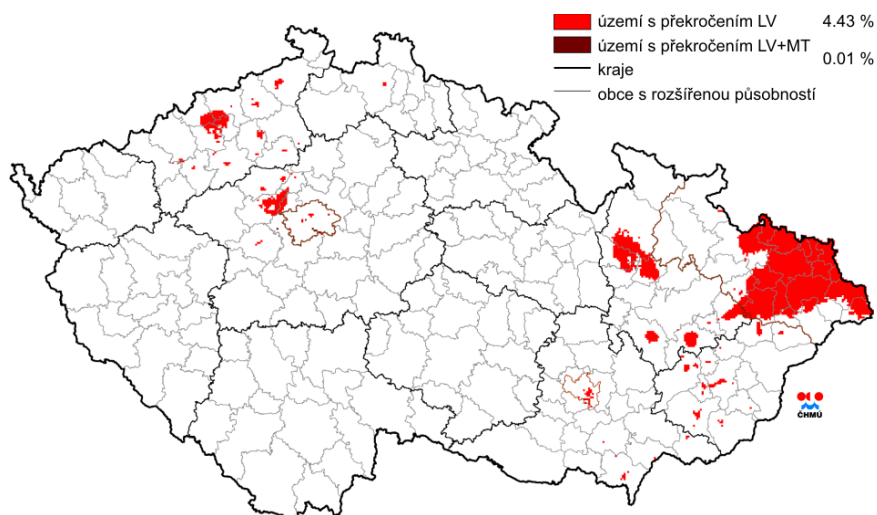 území s překročením LV 4.43 %
území s překročením LV+MT 0.01 %
kraje
obce s rozšířenou působností
ČHMÚ